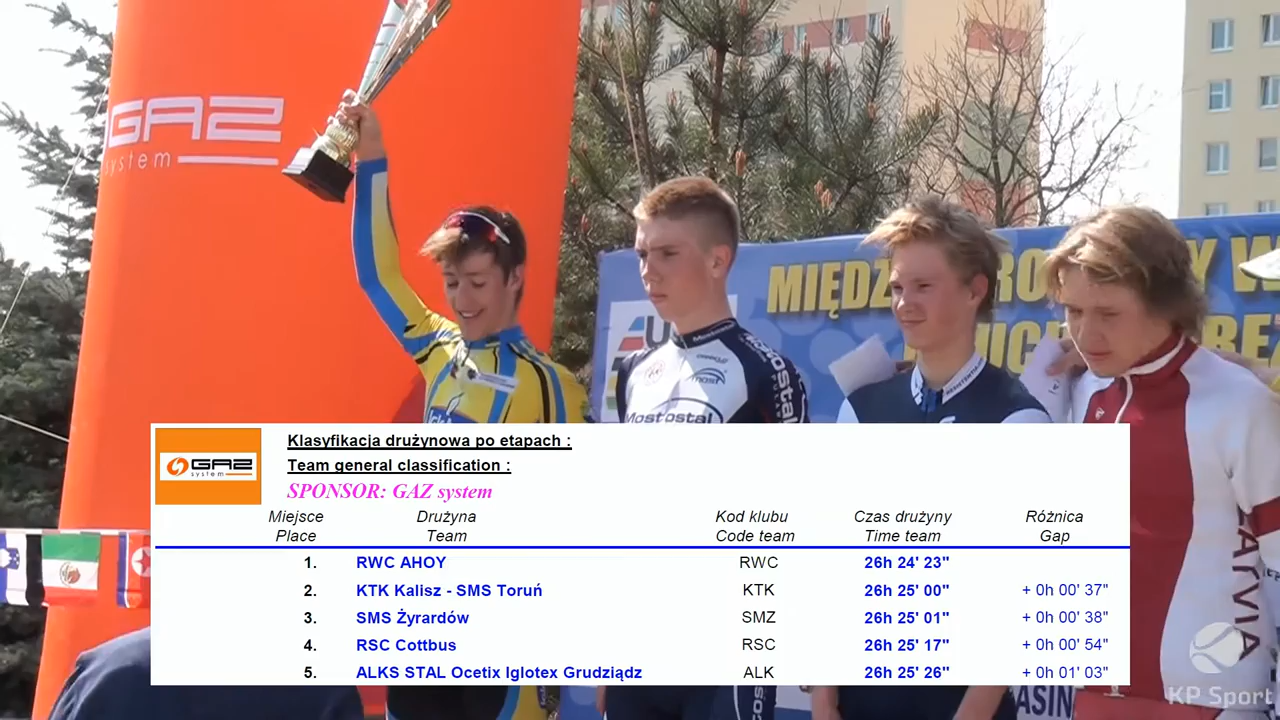 GAZ
system
MIĘDZ
Mostostal
most
Mostostal
LATVIA
GAZ
system
Klasyfikacja drużynowa po etapach :
Team general classification :
SPONSOR: GAZ system
Miejsce Drużyna Kod klubu Czas drużyny Różnica
Place Team Code team Time team Gap
1. RWC AHOY RWC 26h 24' 23"
2. KTK Kalisz - SMS Toruń KTK 26h 25' 00" + 0h 00' 37"
3. SMS Żyrardów SMZ 26h 25' 01" + 0h 00' 38"
4. RSC Cottbus RSC 26h 25' 17" + 0h 00' 54"
5. ALKS STAL Ocetix Iglotex Grudziądz ALK 26h 25' 26" + 0h 01' 03"
KP Sport